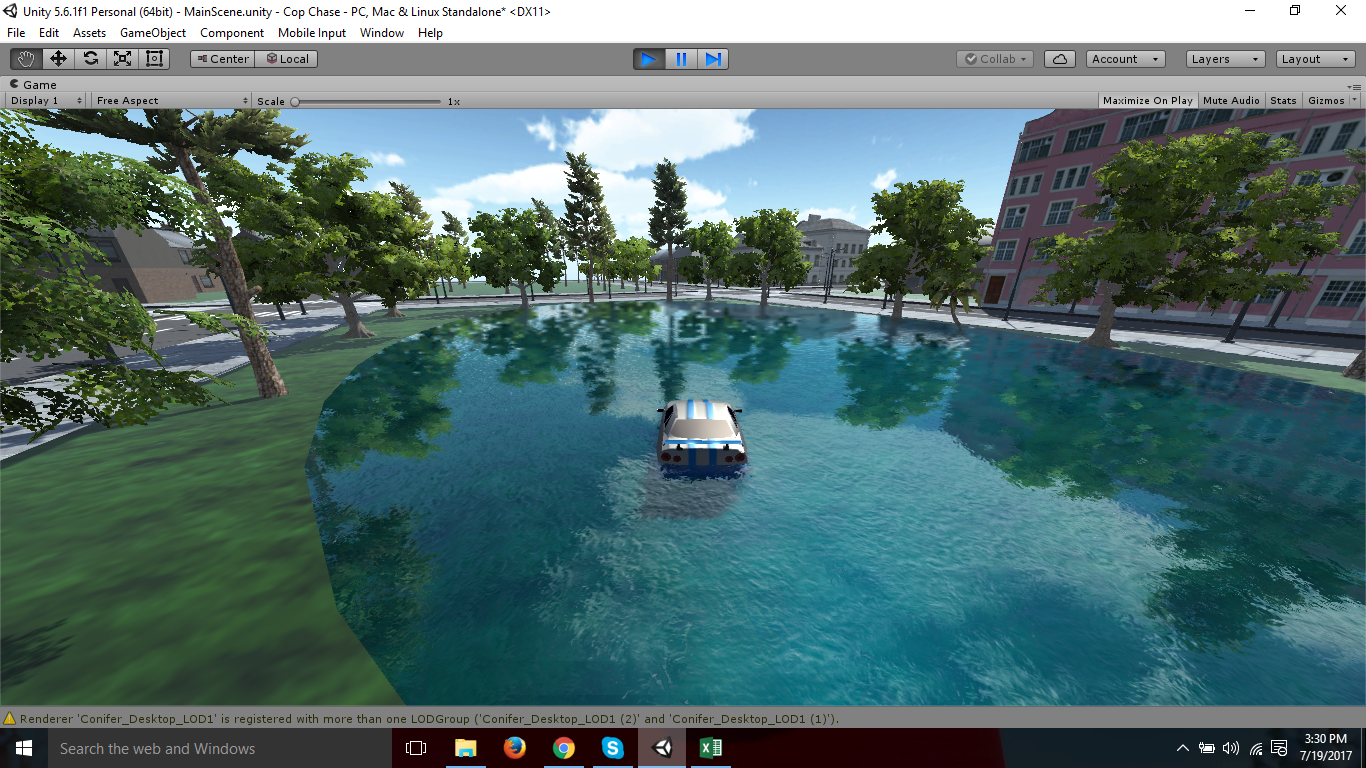 Unity 5.6.1f1 Personal (64bit) - MainScene.unity - Cop Chase - PC, Mac & Linux Standalone* <DX11>
File Edit Assets GameObject Component Mobile Input Window Help
Center Local Collab Account Layers Layout
Game
Display 1 Free Aspect Scale 1x Maximize On Play Mute Audio Stats Gizmos
Renderer 'Conifer_Desktop_LOD1' is registered with more than one LODGroup ('Conifer_Desktop_LOD1 (2)' and 'Conifer_Desktop_LOD1 (1)').
Search the web and Windows
3:30 PM
7/19/2017